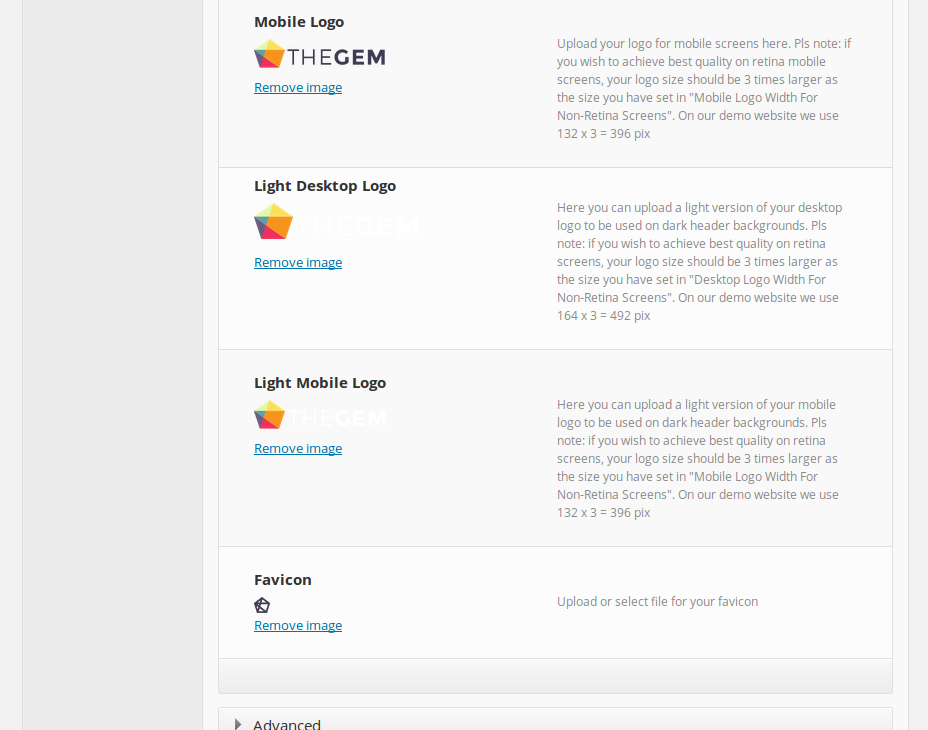 Mobile Logo
THEGEM
Remove image
Upload your logo for mobile screens here. Pls note: if
you wish to achieve best quality on retina mobile
screens, your logo size should be 3 times larger as
the size you have set in "Mobile Logo Width For
Non-Retina Screens". On our demo website we use
132 x 3 = 396 pix
Light Desktop Logo
THEGEM
Remove image
Here you can upload a light version of your desktop
logo to be used on dark header backgrounds. Pls
note: if you wish to achieve best quality on retina
screens, your logo size should be 3 times larger as
the size you have set in "Desktop Logo Width For
Non-Retina Screens". On our demo website we use
164 x 3 = 492 pix
Light Mobile Logo
THEGEM
Remove image
Here you can upload a light version of your mobile
logo to be used on dark header backgrounds. Pls
note: if you wish to achieve best quality on retina
screens, your logo size should be 3 times larger as
the size you have set in "Mobile Logo Width For
Non-Retina Screens". On our demo website we use
132 x 3 = 396 pix
Favicon
Remove image
Upload or select file for your favicon
Advanced